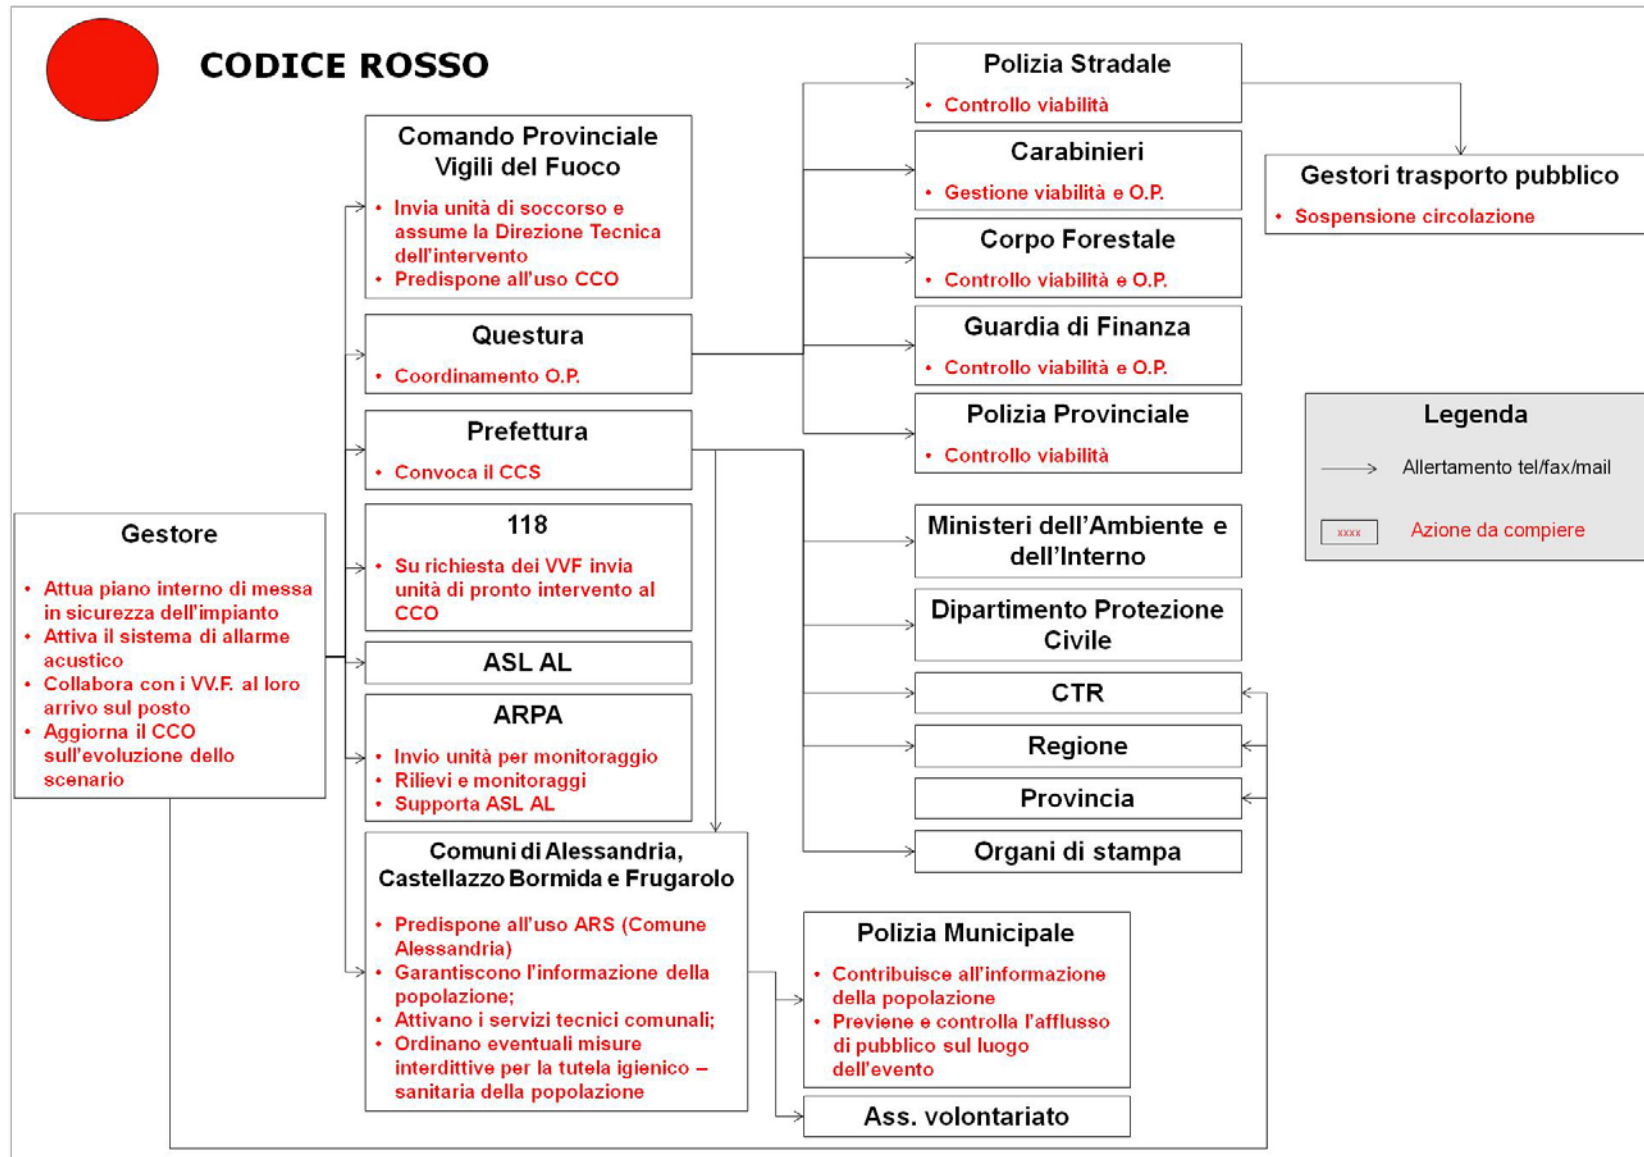 CODICE ROSSO
Gestore
• Attua piano interno di messa
in sicurezza dell'impianto
• Attiva il sistema di allarme
acustico
• Collabora con i VV.F. al loro
arrivo sul posto
• Aggiorna il CCO
sull'evoluzione dello
scenario
Comando Provinciale
Vigili del Fuoco
• Invia unità di soccorso e
assume la Direzione Tecnica
dell'intervento
• Predispone all'uso CCO
Questura
• Coordinamento O.P.
Prefettura
• Convoca il CCS
118
• Su richiesta dei VVF invia
unità di pronto intervento al
CCO
ASL AL
ARPA
• Invio unità per monitoraggio
• Rilievi e monitoraggi
• Supporta ASL AL
Comuni di Alessandria,
Castellazzo Bormida e Frugarolo
• Predispone all'uso ARS (Comune
Alessandria)
• Garantiscono l'informazione della
popolazione;
• Attivano i servizi tecnici comunali;
• Ordinano eventuali misure
interdittive per la tutela igienico –
sanitaria della popolazione
Polizia Stradale
• Controllo viabilità
Carabinieri
• Gestione viabilità e O.P.
Corpo Forestale
• Controllo viabilità e O.P.
Guardia di Finanza
• Controllo viabilità e O.P.
Polizia Provinciale
• Controllo viabilità
Ministeri dell'Ambiente e
dell'Interno
Dipartimento Protezione
Civile
CTR
Regione
Provincia
Organi di stampa
Polizia Municipale
• Contribuisce all'informazione
della popolazione
• Previene e controlla l'afflusso
di pubblico sul luogo
dell'evento
Ass. volontariato
Gestori trasporto pubblico
• Sospensione circolazione
Legenda
Allertamento tel/fax/mail
xxxx Azione da compiere